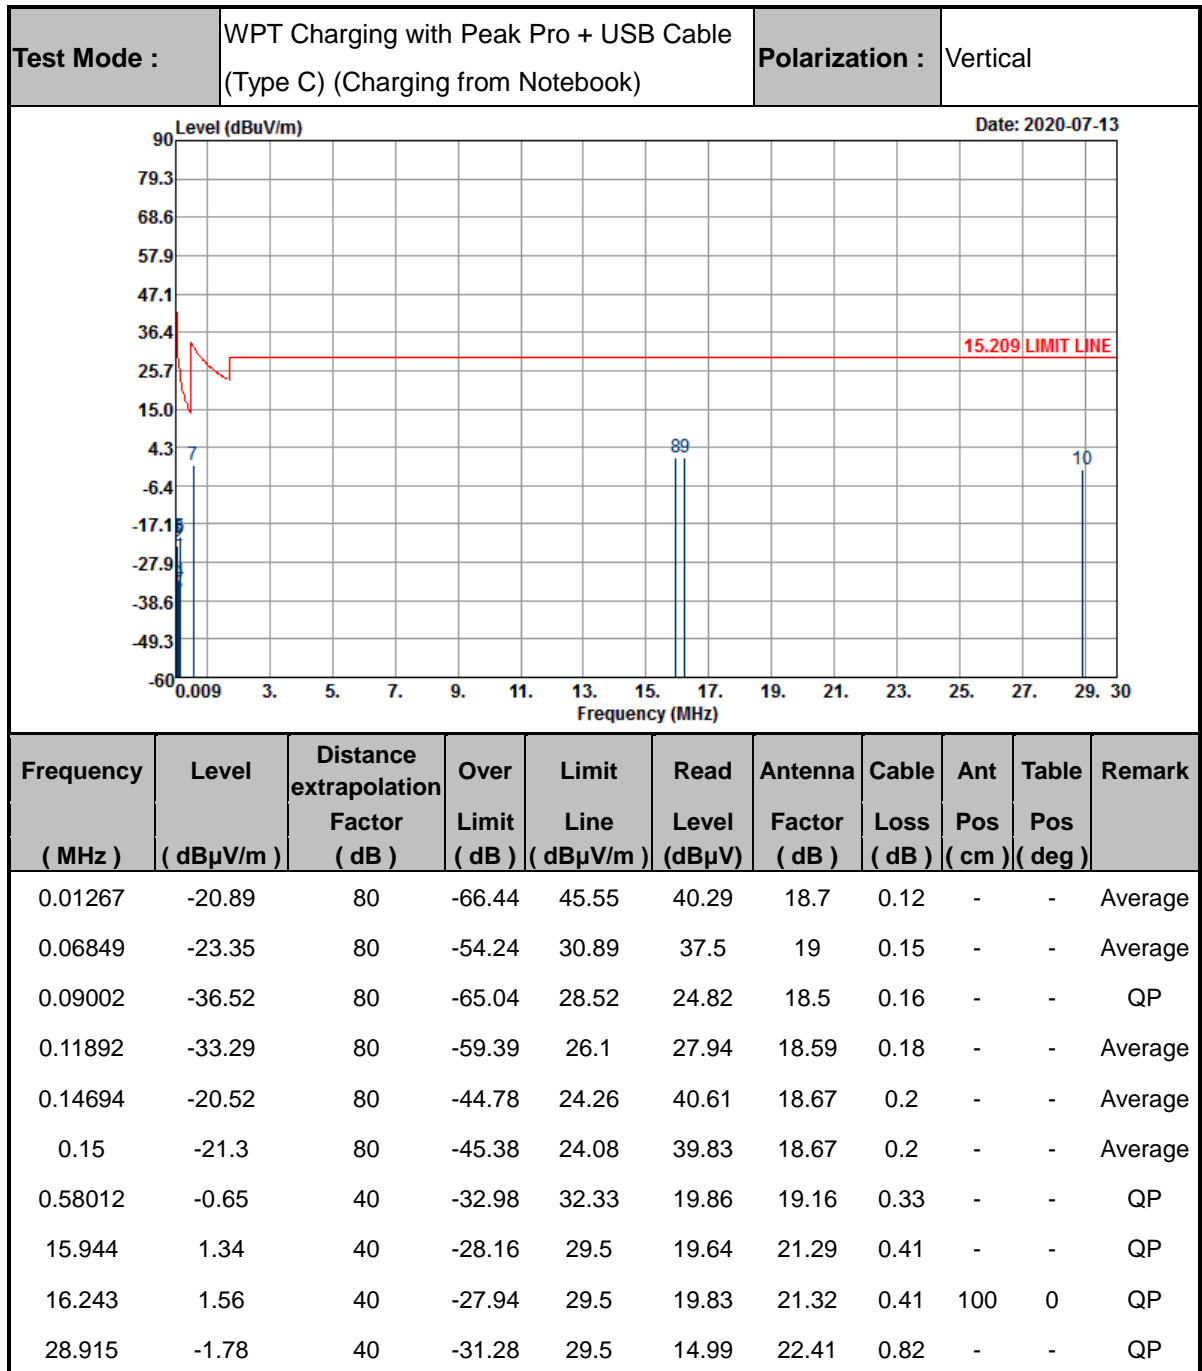 Test Mode : WPT Charging with Peak Pro + USB Cable (Type C) (Charging from Notebook) Polarization : Vertical
Level (dBuV/m) Date: 2020-07-13
90
79.3
68.6
57.9
47.1
36.4
25.7
15.0
4.3
-6.4
-17.1
-27.9
-38.6
-49.3
-60
15.209 LIMIT LINE
7
8 9
10
0.009 3. 5. 7. 9. 11. 13. 15. 17. 19. 21. 23. 25. 27. 29. 30
Frequency (MHz)
Frequency Level Distance extrapolation Over Limit Read Antenna Cable Ant Table Remark
Factor Limit Line Level Factor Loss Pos Pos
( MHz ) ( dBµV/m ) ( dB ) ( dB ) ( dBµV/m ) (dBµV) ( dB ) ( dB ) ( cm ) ( deg )
0.01267 -20.89 80 -66.44 45.55 40.29 18.7 0.12 - - Average
0.06849 -23.35 80 -54.24 30.89 37.5 19 0.15 - - Average
0.09002 -36.52 80 -65.04 28.52 24.82 18.5 0.16 - - QP
0.11892 -33.29 80 -59.39 26.1 27.94 18.59 0.18 - - Average
0.14694 -20.52 80 -44.78 24.26 40.61 18.67 0.2 - - Average
0.15 -21.3 80 -45.38 24.08 39.83 18.67 0.2 - - Average
0.58012 -0.65 40 -32.98 32.33 19.86 19.16 0.33 - - QP
15.944 1.34 40 -28.16 29.5 19.64 21.29 0.41 - - QP
16.243 1.56 40 -27.94 29.5 19.83 21.32 0.41 100 0 QP
28.915 -1.78 40 -31.28 29.5 14.99 22.41 0.82 - - QP